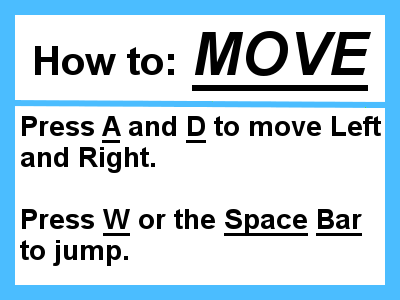 How to: MOVE
Press A and D to move Left
and Right.
Press W or the Space Bar
to jump.